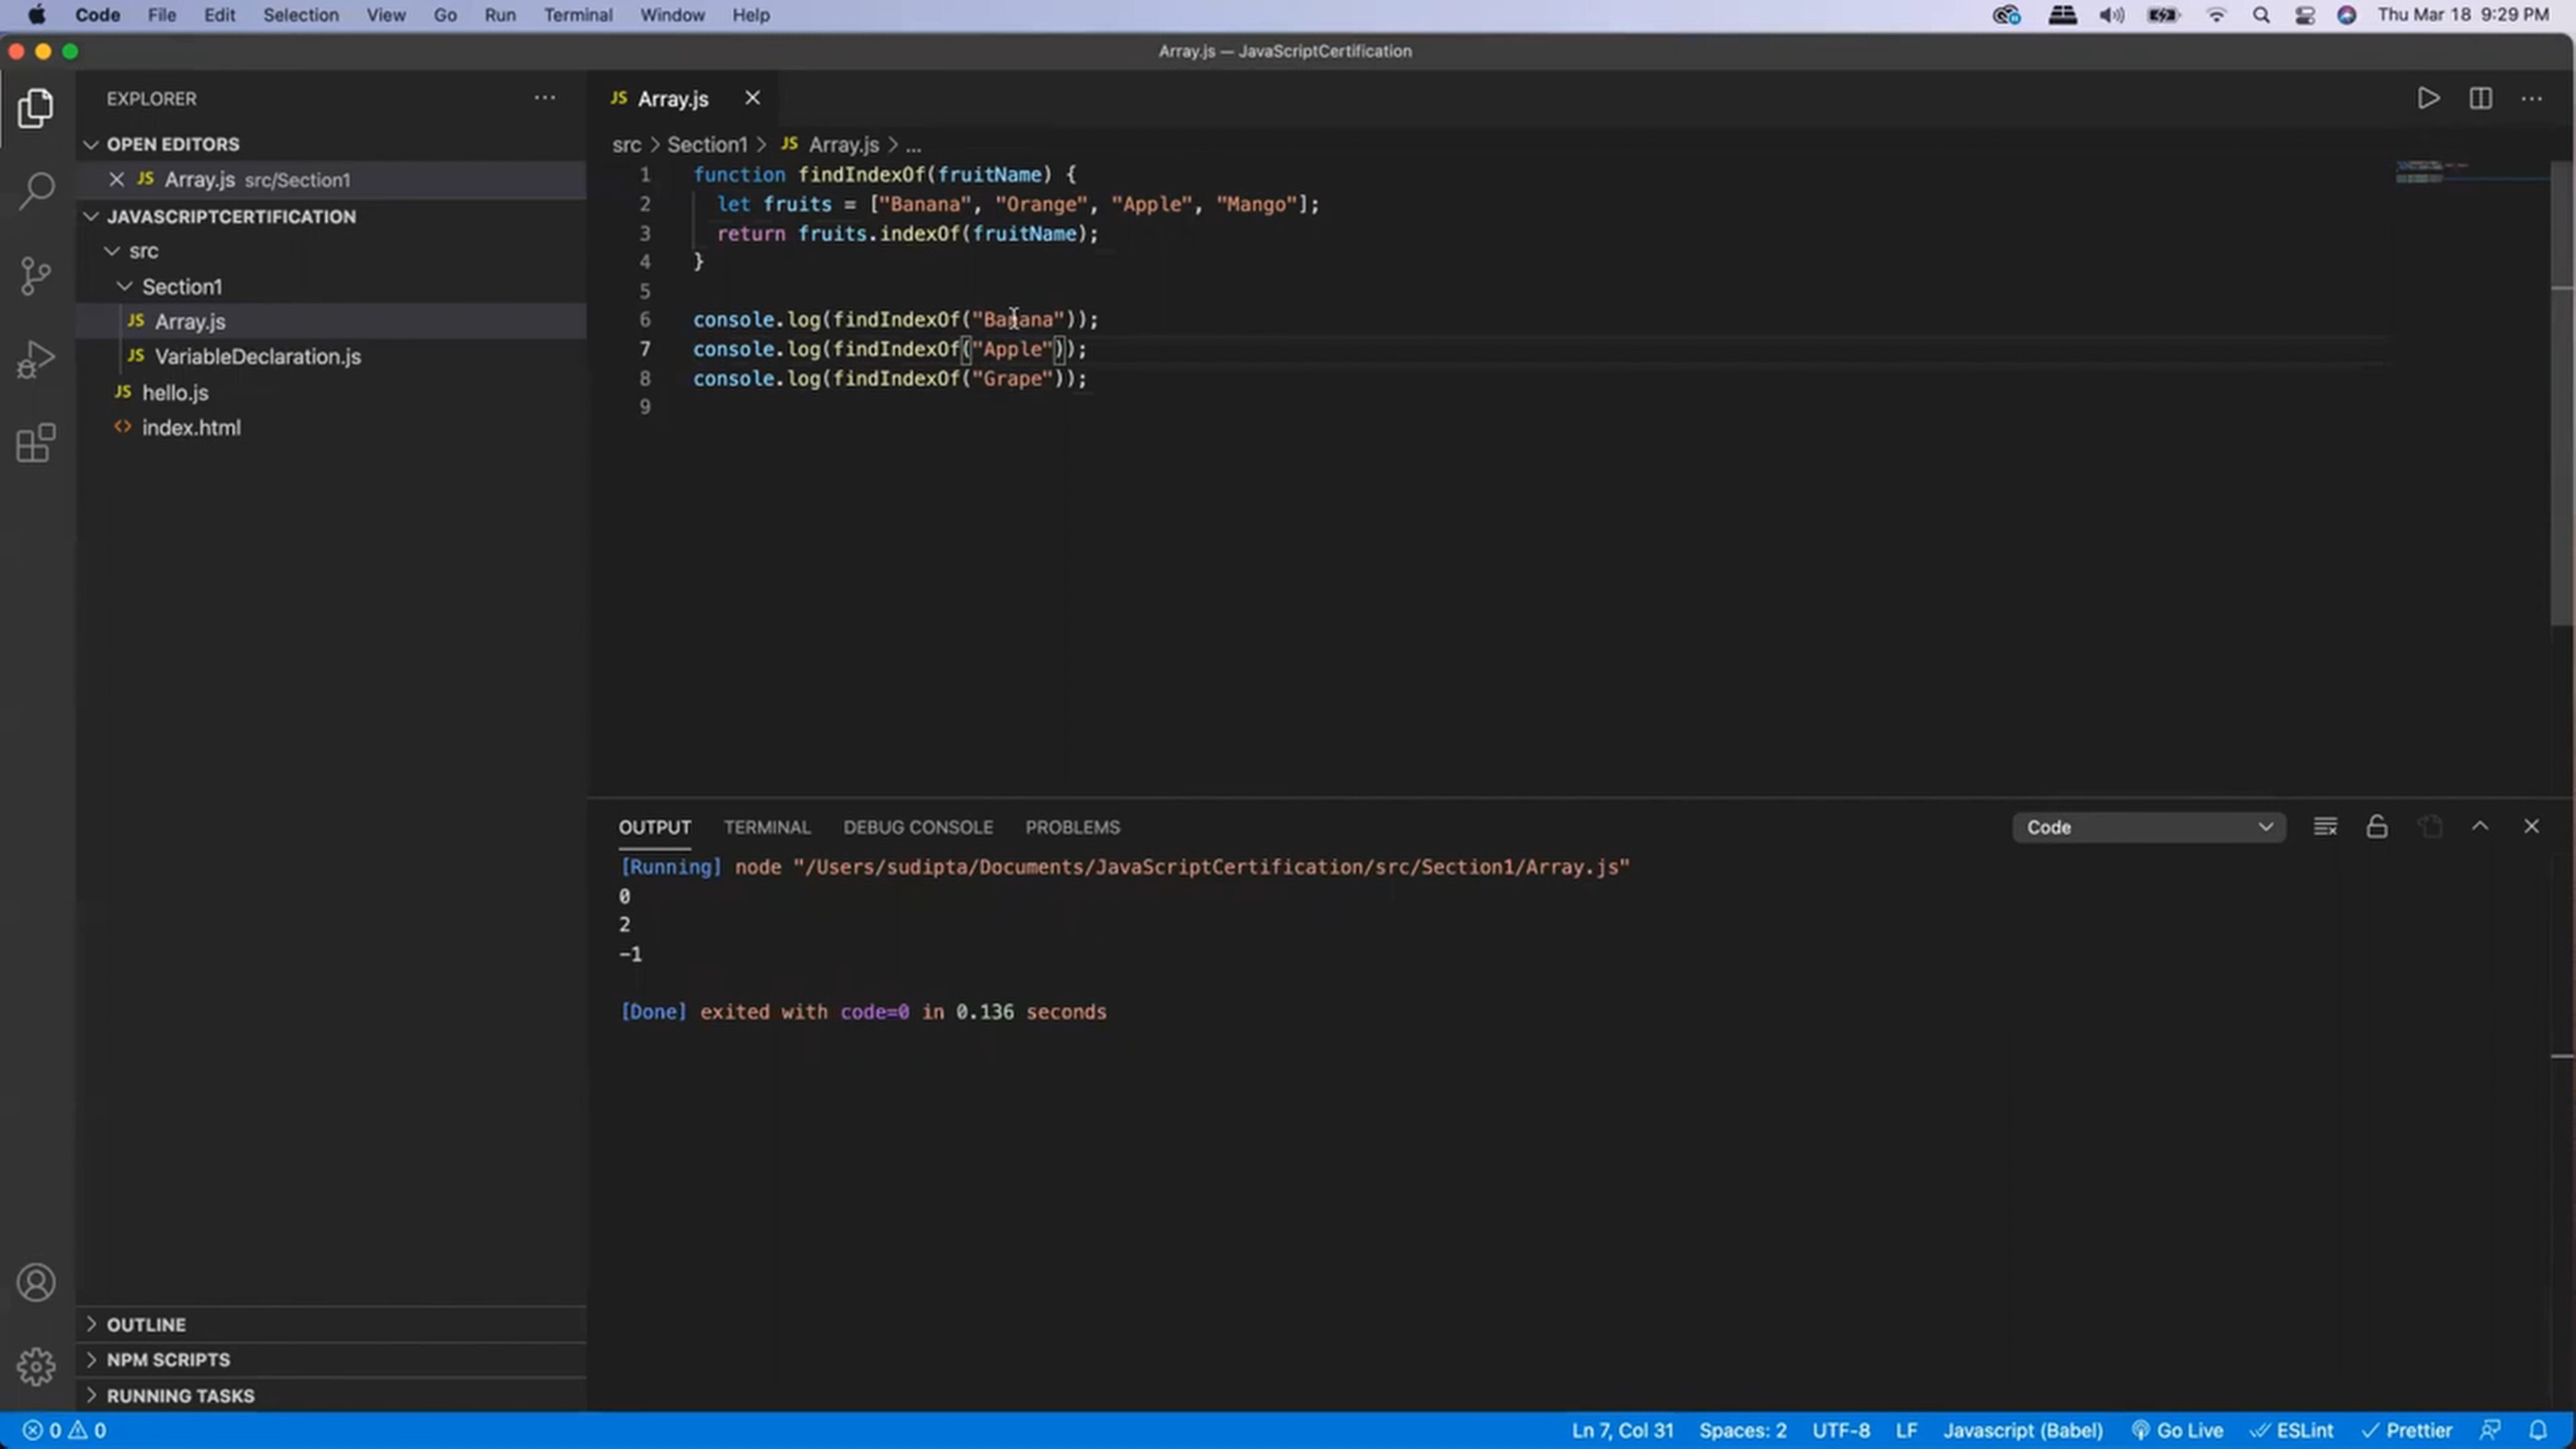 Code File Edit Selection View Go Run Terminal Window Help Thu Mar 18 9:29 PM
Array.js — JavaScriptCertification
EXPLORER
OPEN EDITORS
JS Array.js src/Section1
JAVASCRIPTCERTIFICATION
src
Section1
JS Array.js
JS VariableDeclaration.js
JS hello.js
<> index.html
OUTLINE
NPM SCRIPTS
RUNNING TASKS
JS Array.js
src > Section1 > JS Array.js > ...
1 function findIndexOf(fruitName) {
2 let fruits = ["Banana", "Orange", "Apple", "Mango"];
3 return fruits.indexOf(fruitName);
4 }
5
6 console.log(findIndexOf("Banana"));
7 console.log(findIndexOf("Apple"));
8 console.log(findIndexOf("Grape"));
9
OUTPUT TERMINAL DEBUG CONSOLE PROBLEMS Code
[Running] node "/Users/sudipta/Documents/JavaScriptCertification/src/Section1/Array.js"
0
2
-1
[Done] exited with code=0 in 0.136 seconds
0 0 Ln 7, Col 31 Spaces: 2 UTF-8 LF Javascript (Babel) Go Live ESLint Prettier